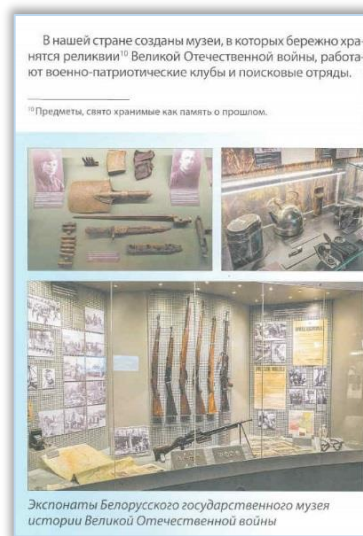 В нашей стране созданы музеи, в которых бережно хра-
нятся реликвии¹⁰ Великой Отечественной войны, работа-
ют военно-патриотические клубы и поисковые отряды.
¹⁰Предметы, свято хранимые как память о прошлом.
Экспонаты Белорусского государственного музея
истории Великой Отечественной войны